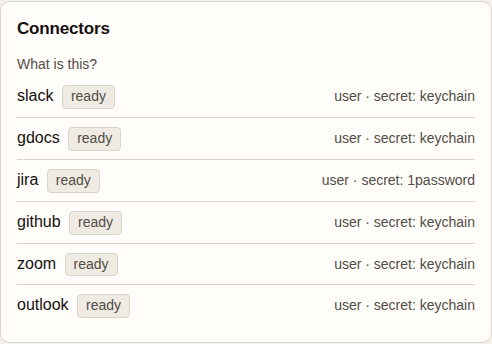 Connectors
What is this?
slack ready user · secret: keychain
gdocs ready user · secret: keychain
jira ready user · secret: 1password
github ready user · secret: keychain
zoom ready user · secret: keychain
outlook ready user · secret: keychain